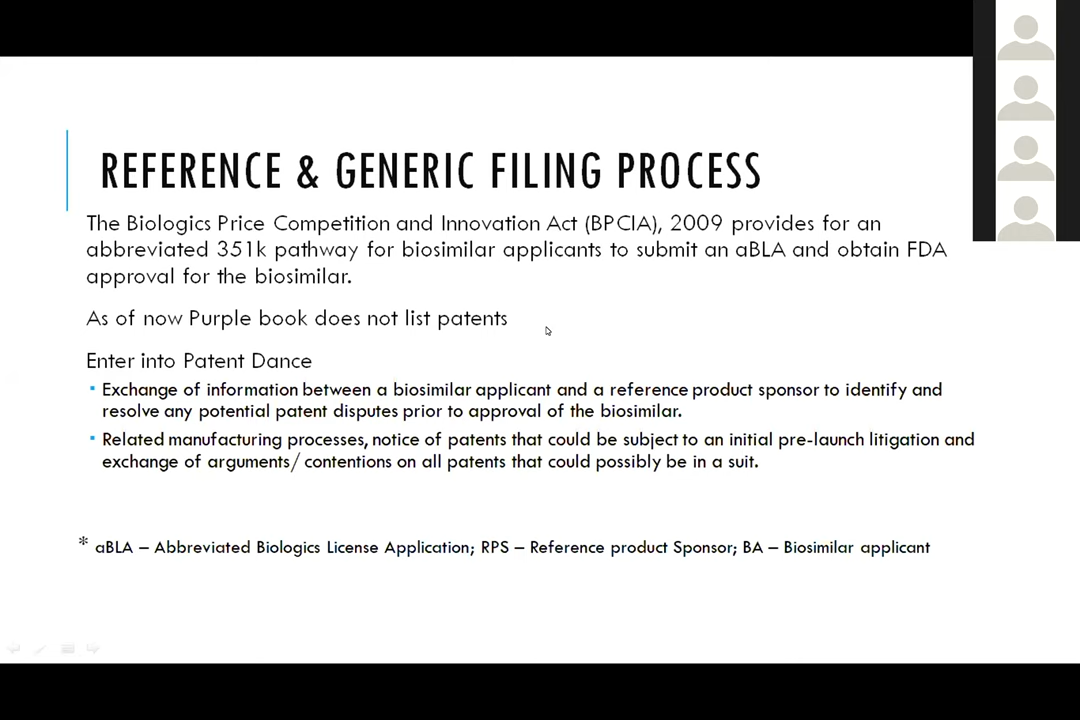 REFERENCE & GENERIC FILING PROCESS
The Biologics Price Competition and Innovation Act (BPCIA), 2009 provides for an
abbreviated 351k pathway for biosimilar applicants to submit an aBLA and obtain FDA
approval for the biosimilar.
As of now Purple book does not list patents
Enter into Patent Dance
▪ Exchange of information between a biosimilar applicant and a reference product sponsor to identify and
resolve any potential patent disputes prior to approval of the biosimilar.
▪ Related manufacturing processes, notice of patents that could be subject to an initial pre-launch litigation and
exchange of arguments/ contentions on all patents that could possibly be in a suit.
* aBLA – Abbreviated Biologics License Application; RPS – Reference product Sponsor; BA – Biosimilar applicant